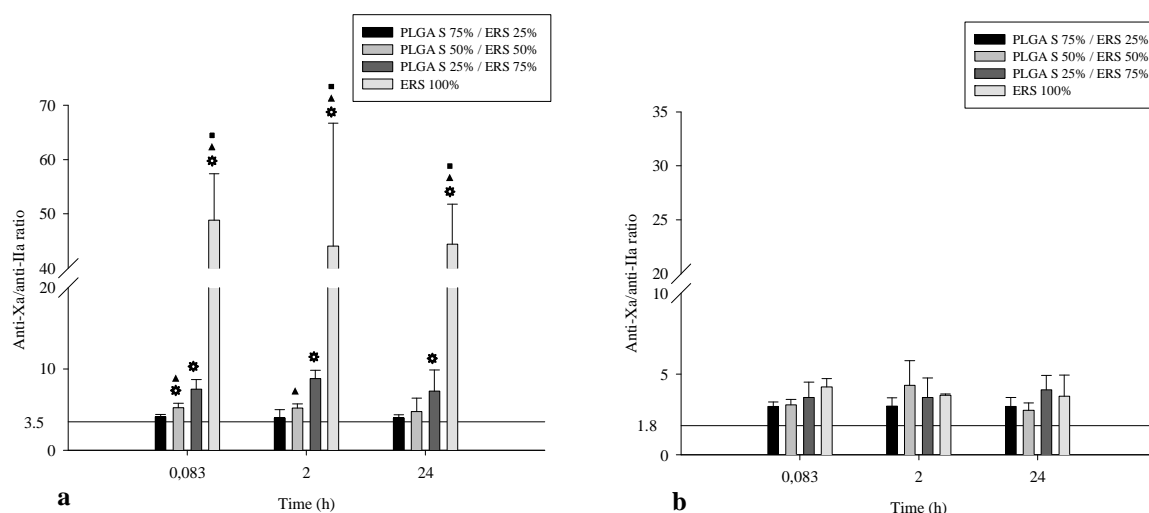 PLGA S 75% / ERS 25%
PLGA S 50% / ERS 50%
PLGA S 25% / ERS 75%
ERS 100%
Anti-Xa/anti-IIa ratio
70
60
50
40
20
10
3.5
0
0,083
2
24
Time (h)
a
PLGA S 75% / ERS 25%
PLGA S 50% / ERS 50%
PLGA S 25% / ERS 75%
ERS 100%
Anti-Xa/anti-IIa ratio
35
30
25
20
10
5
1.8
0
0,083
2
24
Time (h)
b